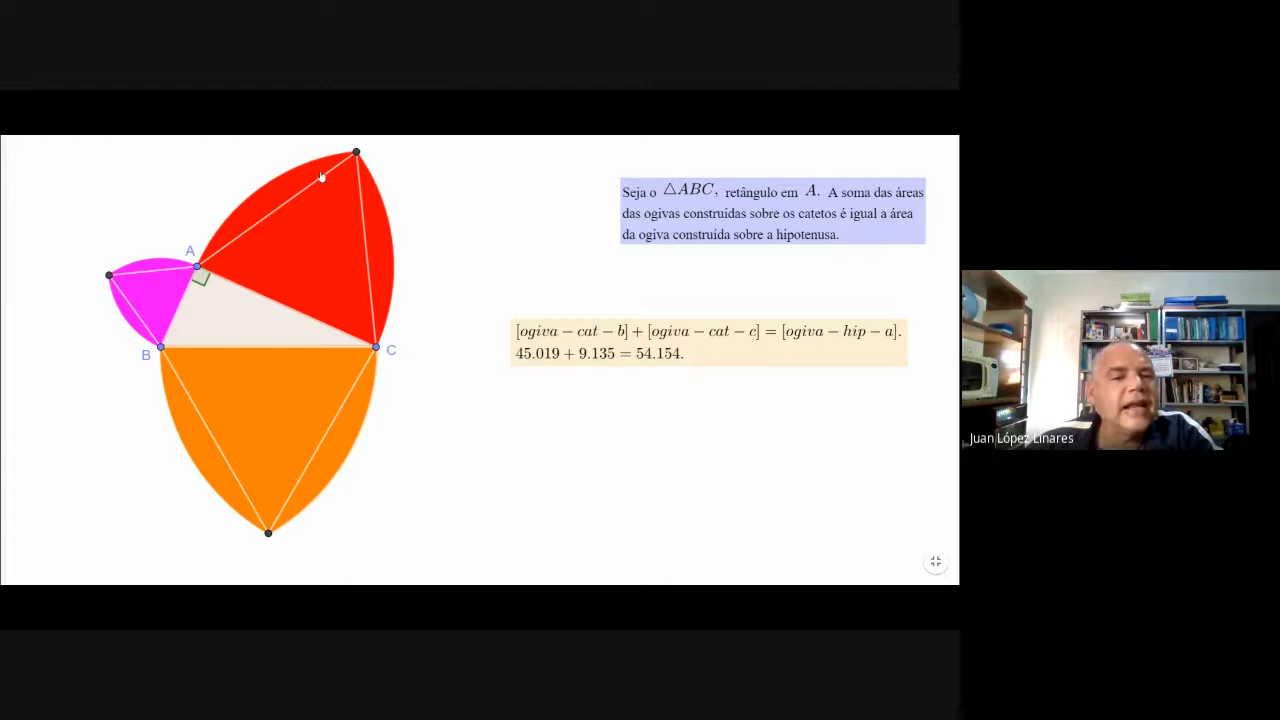 A
B
C
Seja o △ABC, retângulo em A. A soma das áreas
das ogivas construídas sobre os catetos é igual a área
da ogiva construída sobre a hipotenusa.
[ogiva − cat − b] + [ogiva − cat − c] = [ogiva − hip − a].
45.019 + 9.135 = 54.154.
Juan López Linares